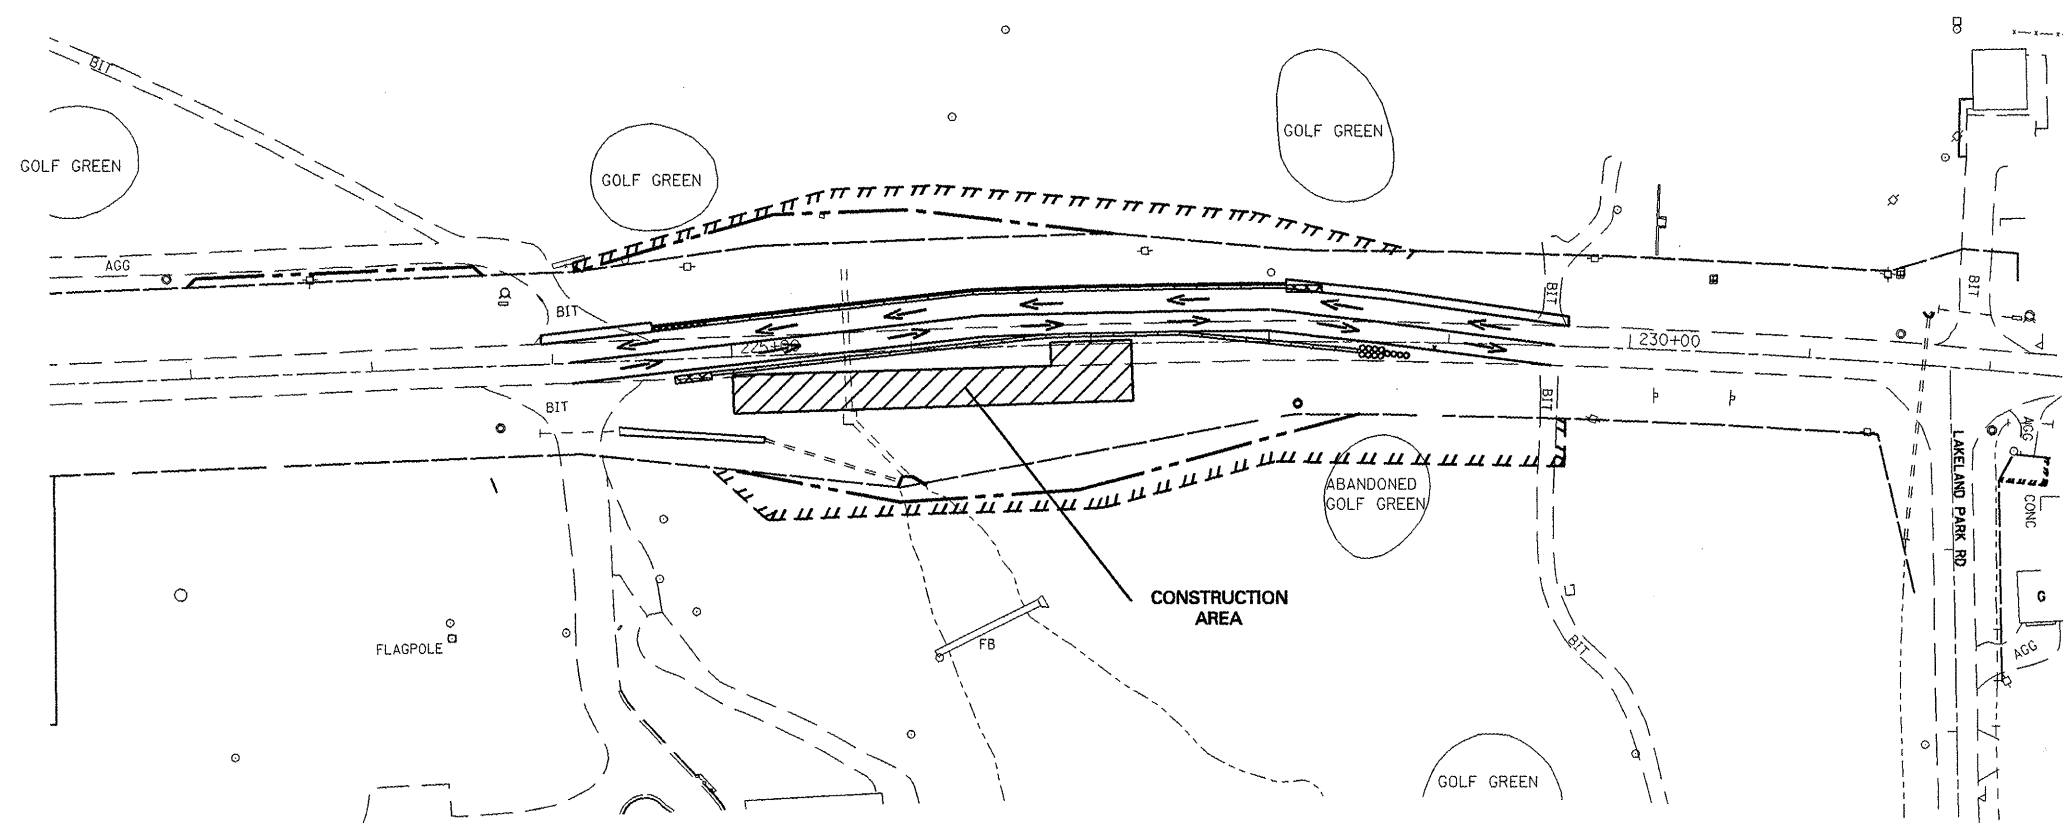 BIT
GOLF GREEN
GOLF GREEN
GOLF GREEN
AGG
BIT
BIT
BIT
225+00
230+00
BIT
BIT
ABANDONED
GOLF GREEN
AGG
CONC
LAKELAND PARK RD
CONSTRUCTION
AREA
G
FLAGPOLE
FB
BIT
AGG
GOLF GREEN